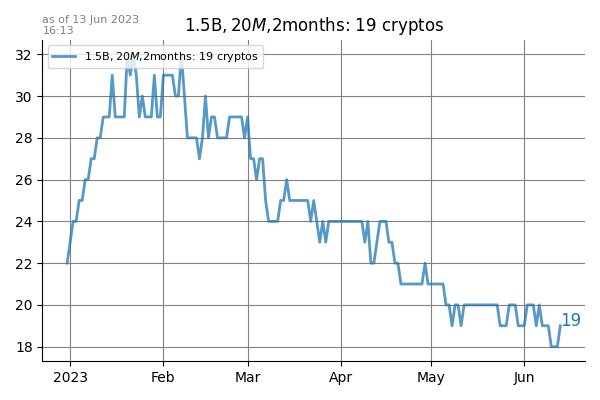 as of 13 Jun 2023
16:13
1.5B, 20M,2months: 19 cryptos
1.5B, 20M,2months: 19 cryptos
32
30
28
26
24
22
20
18
19
2023 Feb Mar Apr May Jun